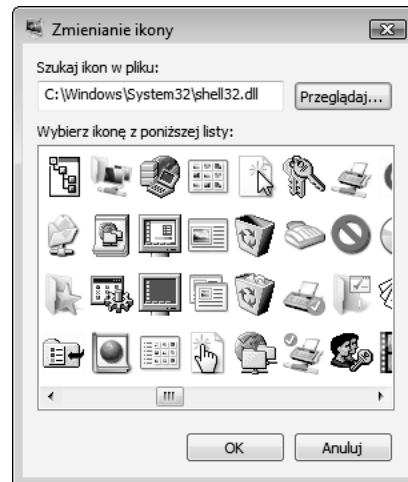 Zmienianie ikony
Szukaj ikon w pliku:
C:\Windows\System32\shell32.dll
Przeglądaj...
Wybierz ikonę z poniższej listy:
OK
Anuluj